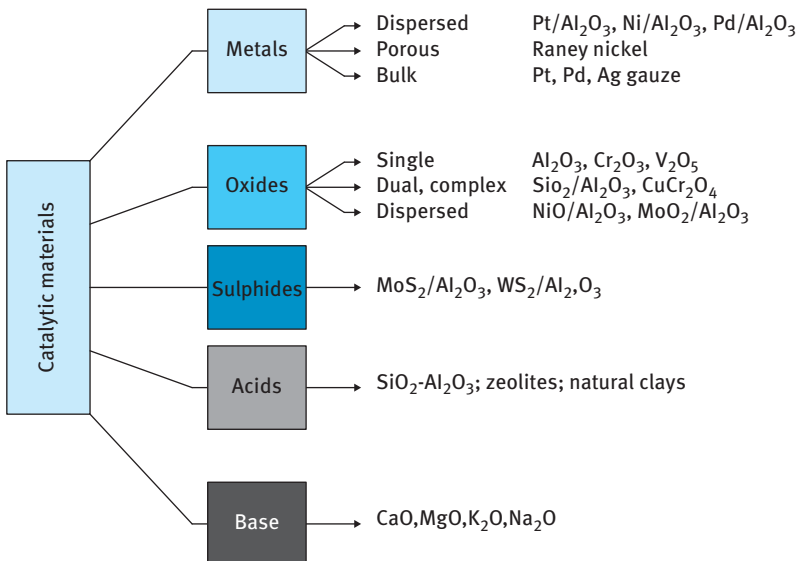 Catalytic materials
Metals
Dispersed Pt/Al₂O₃, Ni/Al₂O₃, Pd/Al₂O₃
Porous Raney nickel
Bulk Pt, Pd, Ag gauze
Oxides
Single Al₂O₃, Cr₂O₃, V₂O₅
Dual, complex Sio₂/Al₂O₃, CuCr₂O₄
Dispersed NiO/Al₂O₃, MoO₂/Al₂O₃
Sulphides
MoS₂/Al₂O₃, WS₂/Al₂,O₃
Acids
SiO₂-Al₂O₃; zeolites; natural clays
Base
CaO,MgO,K₂O,Na₂O